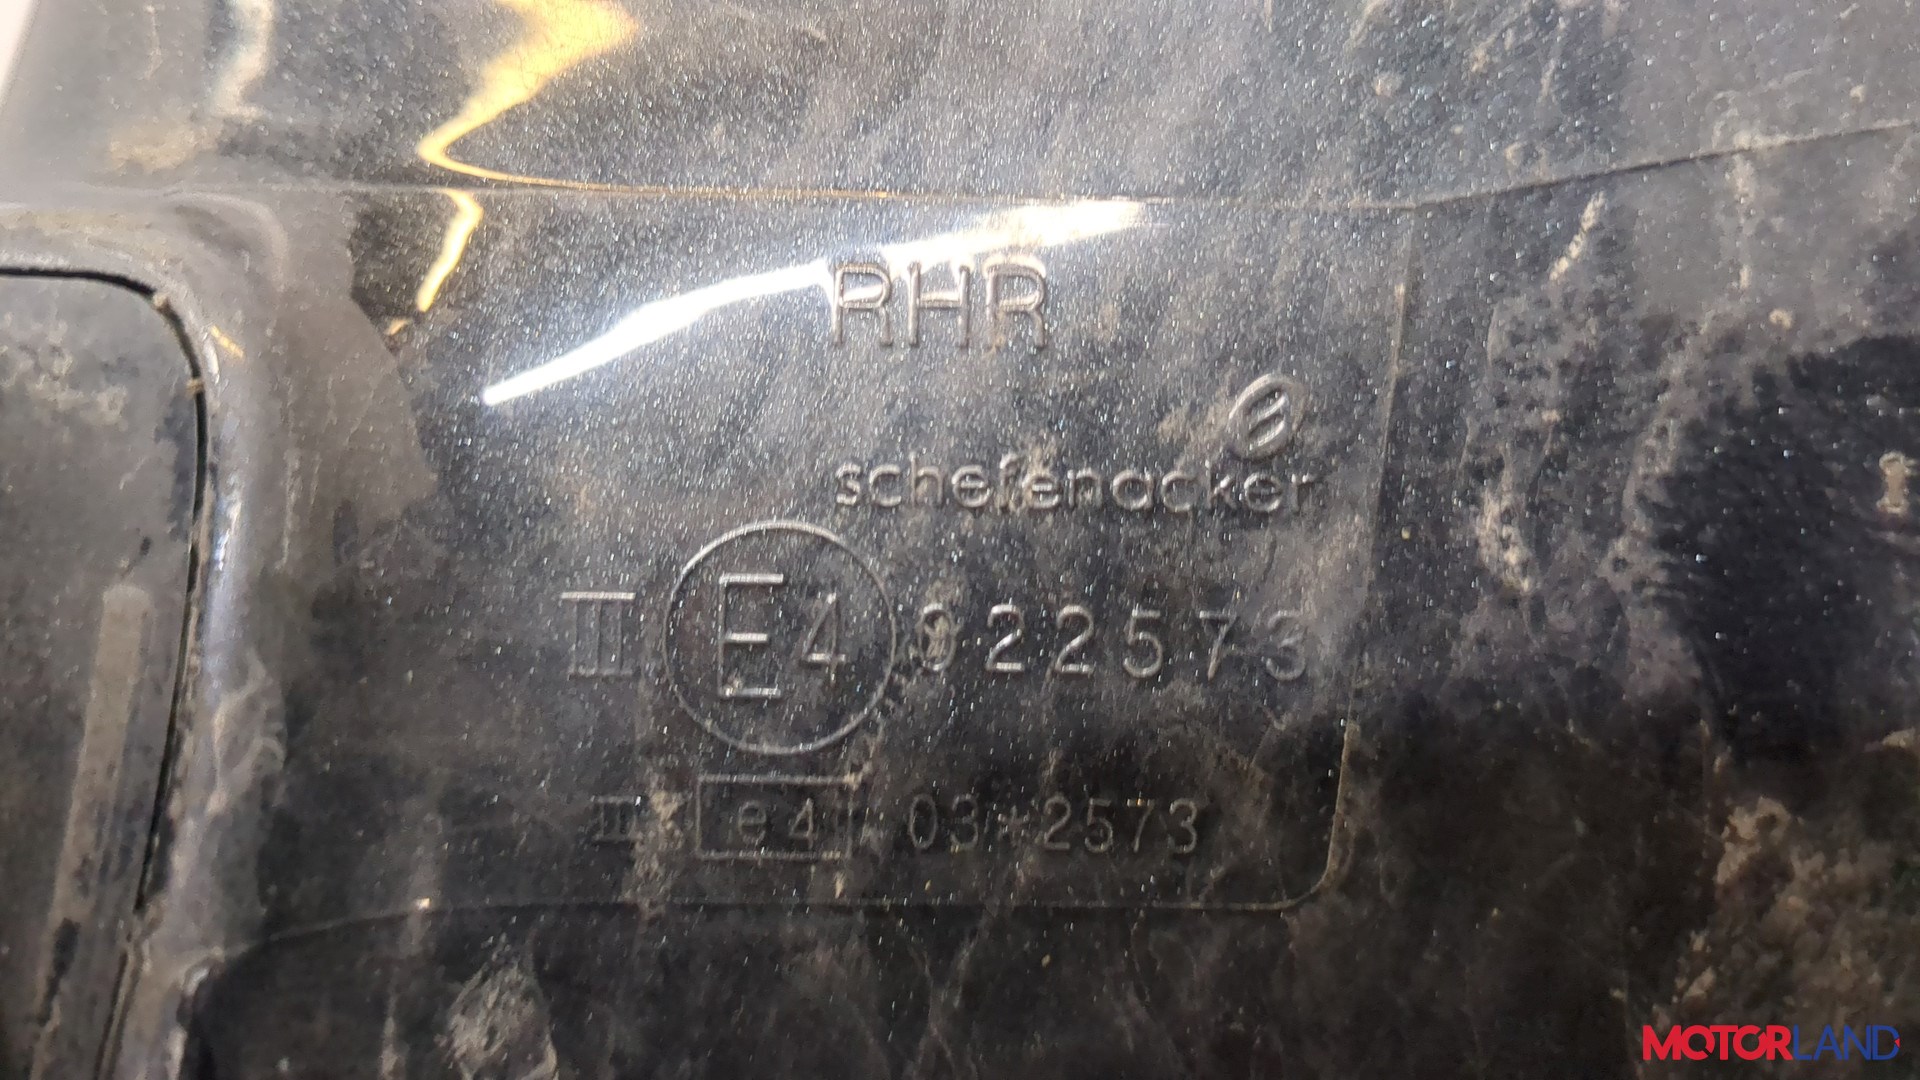 RHR
schefenacker
II E4 022573
II e4 03*2573
MOTORLAND